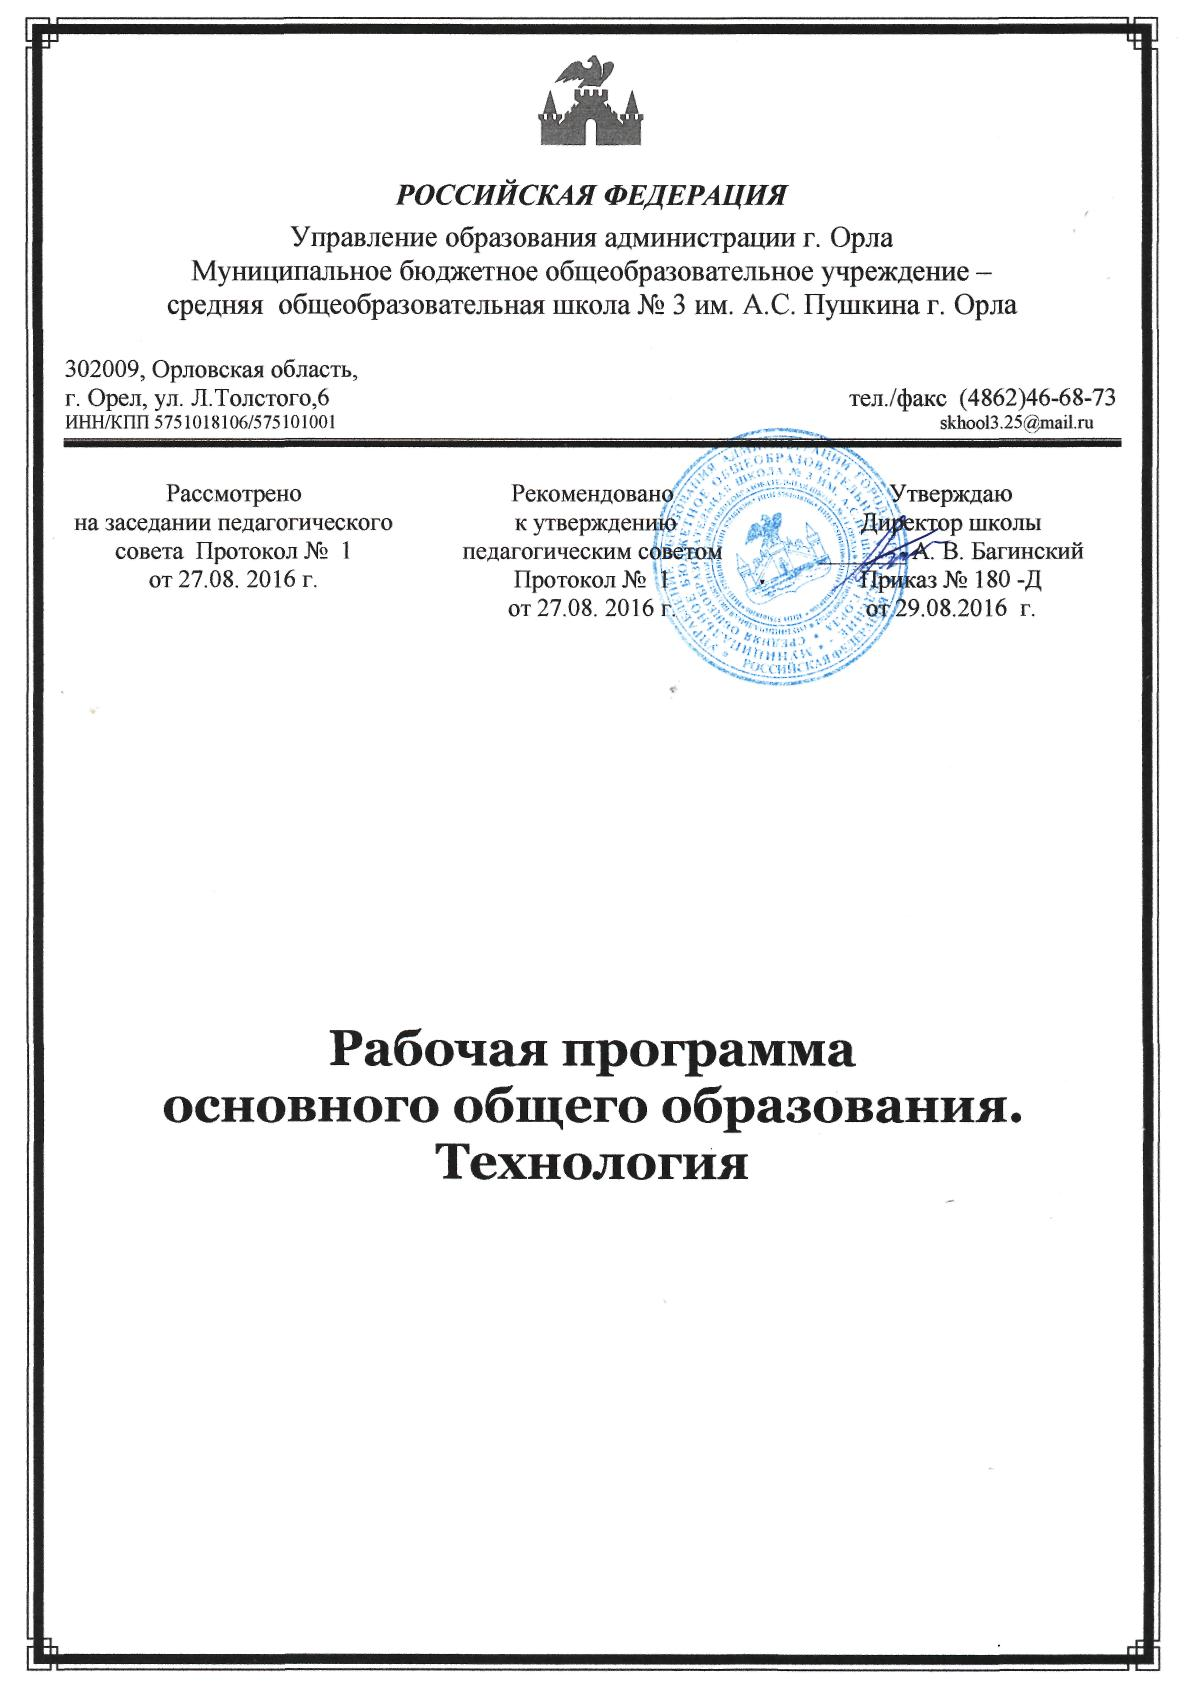 РОССИЙСКАЯ ФЕДЕРАЦИЯ
Управление образования администрации г. Орла
Муниципальное бюджетное общеобразовательное учреждение –
средняя  общеобразовательная школа № 3 им. А.С. Пушкина г. Орла
302009, Орловская область,
г. Орел, ул. Л.Толстого,6
тел./факс  (4862)46-68-73
ИНН/КПП 5751018106/575101001
skhool3.25@mail.ru
Рассмотрено
на заседании педагогического
совета  Протокол №  1
от 27.08. 2016 г.
Рекомендовано
к утверждению
педагогическим советом
Протокол №  1
от 27.08. 2016 г.
Утверждаю
Директор школы
А. В. Багинский
Приказ № 180 -Д
от 29.08.2016  г.
РОССИЙСКАЯ ФЕДЕРАЦИЯ
Рабочая программа
основного общего образования.
Технология